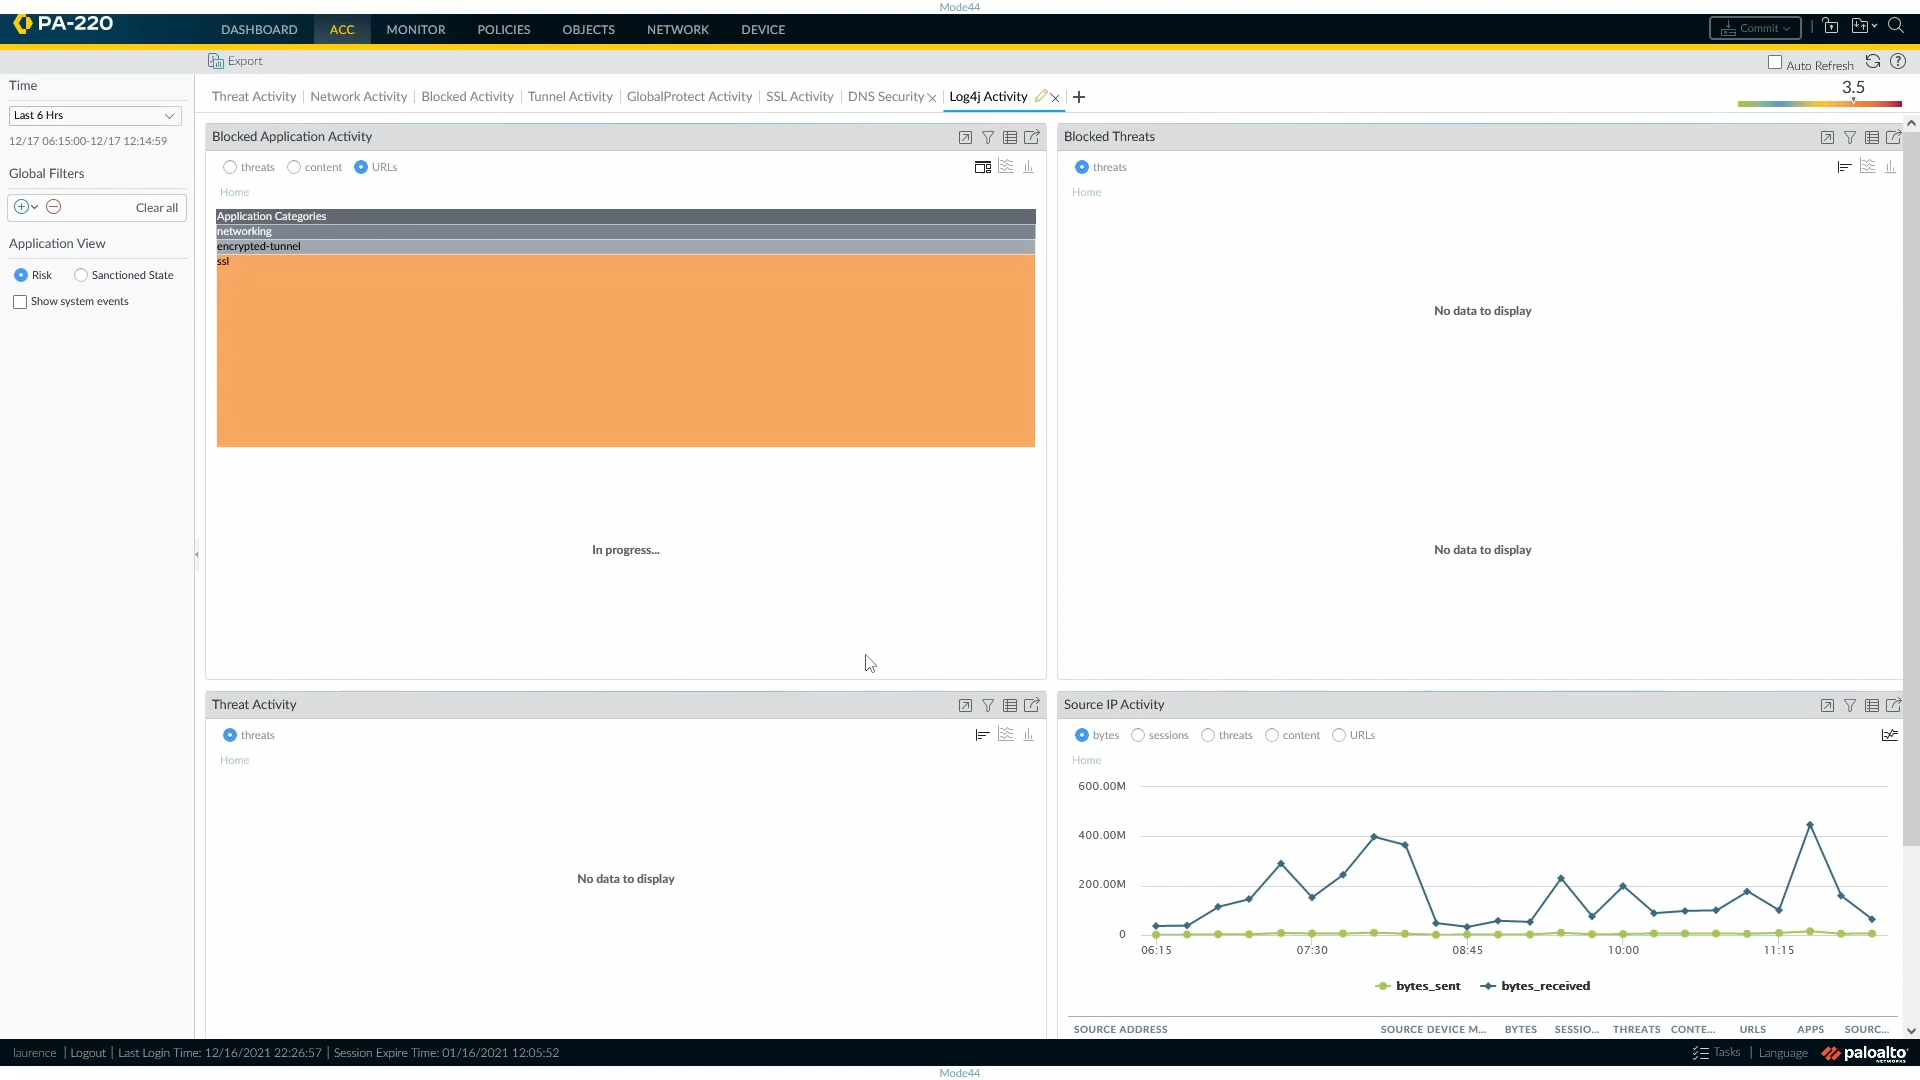 Mode44
PA-220
DASHBOARD ACC MONITOR POLICIES OBJECTS NETWORK DEVICE Commit
Export Auto Refresh
Time
Last 6 Hrs
12/17 06:15:00-12/17 12:14:59
Global Filters
Clear all
Application View
Risk Sanctioned State
Show system events
Threat Activity Network Activity Blocked Activity Tunnel Activity GlobalProtect Activity SSL Activity DNS Security Log4j Activity 3.5
Blocked Application Activity
threats content URLs
Home
Application Categories
networking
encrypted-tunnel
ssl
In progress...
Blocked Threats
threats
Home
No data to display
No data to display
Threat Activity
threats
Home
No data to display
Source IP Activity
bytes sessions threats content URLs
Home
600.00M
400.00M
200.00M
0
06:15 07:30 08:45 10:00 11:15
bytes_sent bytes_received
SOURCE ADDRESS SOURCE DEVICE M... BYTES SESSIO... THREATS CONTE... URLS APPS SOURC...
laurence | Logout | Last Login Time: 12/16/2021 22:26:57 | Session Expire Time: 01/16/2021 12:05:52 Tasks | Language paloalto NETWORKS
Mode44